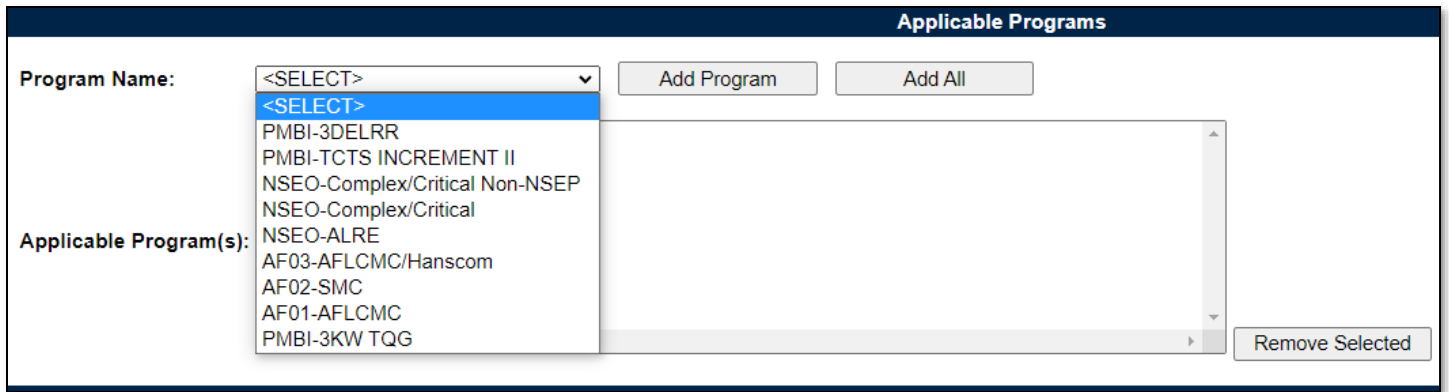 Applicable Programs
Program Name: <SELECT> Add Program Add All
<SELECT>
PMBI-3DELRR
PMBI-TCTS INCREMENT II
NSEO-Complex/Critical Non-NSEP
NSEO-Complex/Critical
Applicable Program(s): NSEO-ALRE
AF03-AFLCMC/Hanscom
AF02-SMC
AF01-AFLCMC
PMBI-3KW TQG Remove Selected